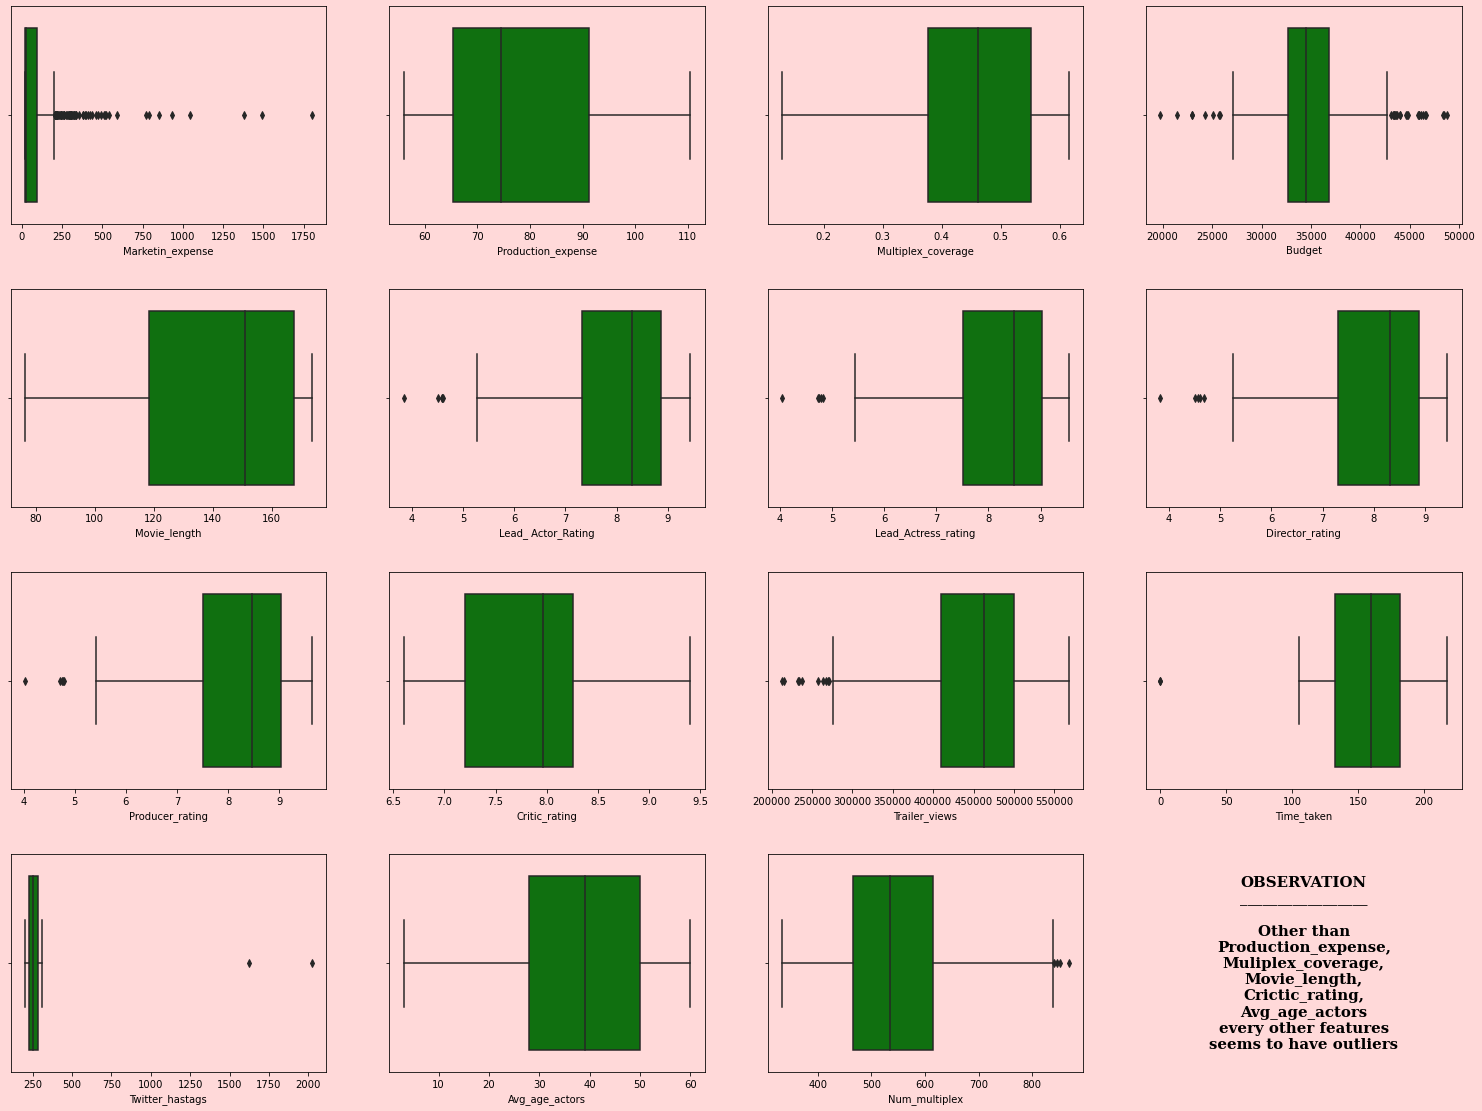 0 250 500 750 1000 1250 1500 1750
Marketin_expense
60 70 80 90 100 110
Production_expense
0.2 0.3 0.4 0.5 0.6
Multiplex_coverage
20000 25000 30000 35000 40000 45000 50000
Budget
80 100 120 140 160
Movie_length
4 5 6 7 8 9
Lead_ Actor_Rating
4 5 6 7 8 9
Lead_Actress_rating
4 5 6 7 8 9
Director_rating
4 5 6 7 8 9
Producer_rating
6.5 7.0 7.5 8.0 8.5 9.0 9.5
Critic_rating
200000 250000 300000 350000 400000 450000 500000 550000
Trailer_views
0 50 100 150 200
Time_taken
250 500 750 1000 1250 1500 1750 2000
Twitter_hastags
10 20 30 40 50 60
Avg_age_actors
400 500 600 700 800
Num_multiplex
OBSERVATION
_________________
Other than
Production_expense,
Muliplex_coverage,
Movie_length,
Crictic_rating,
Avg_age_actors
every other features
seems to have outliers